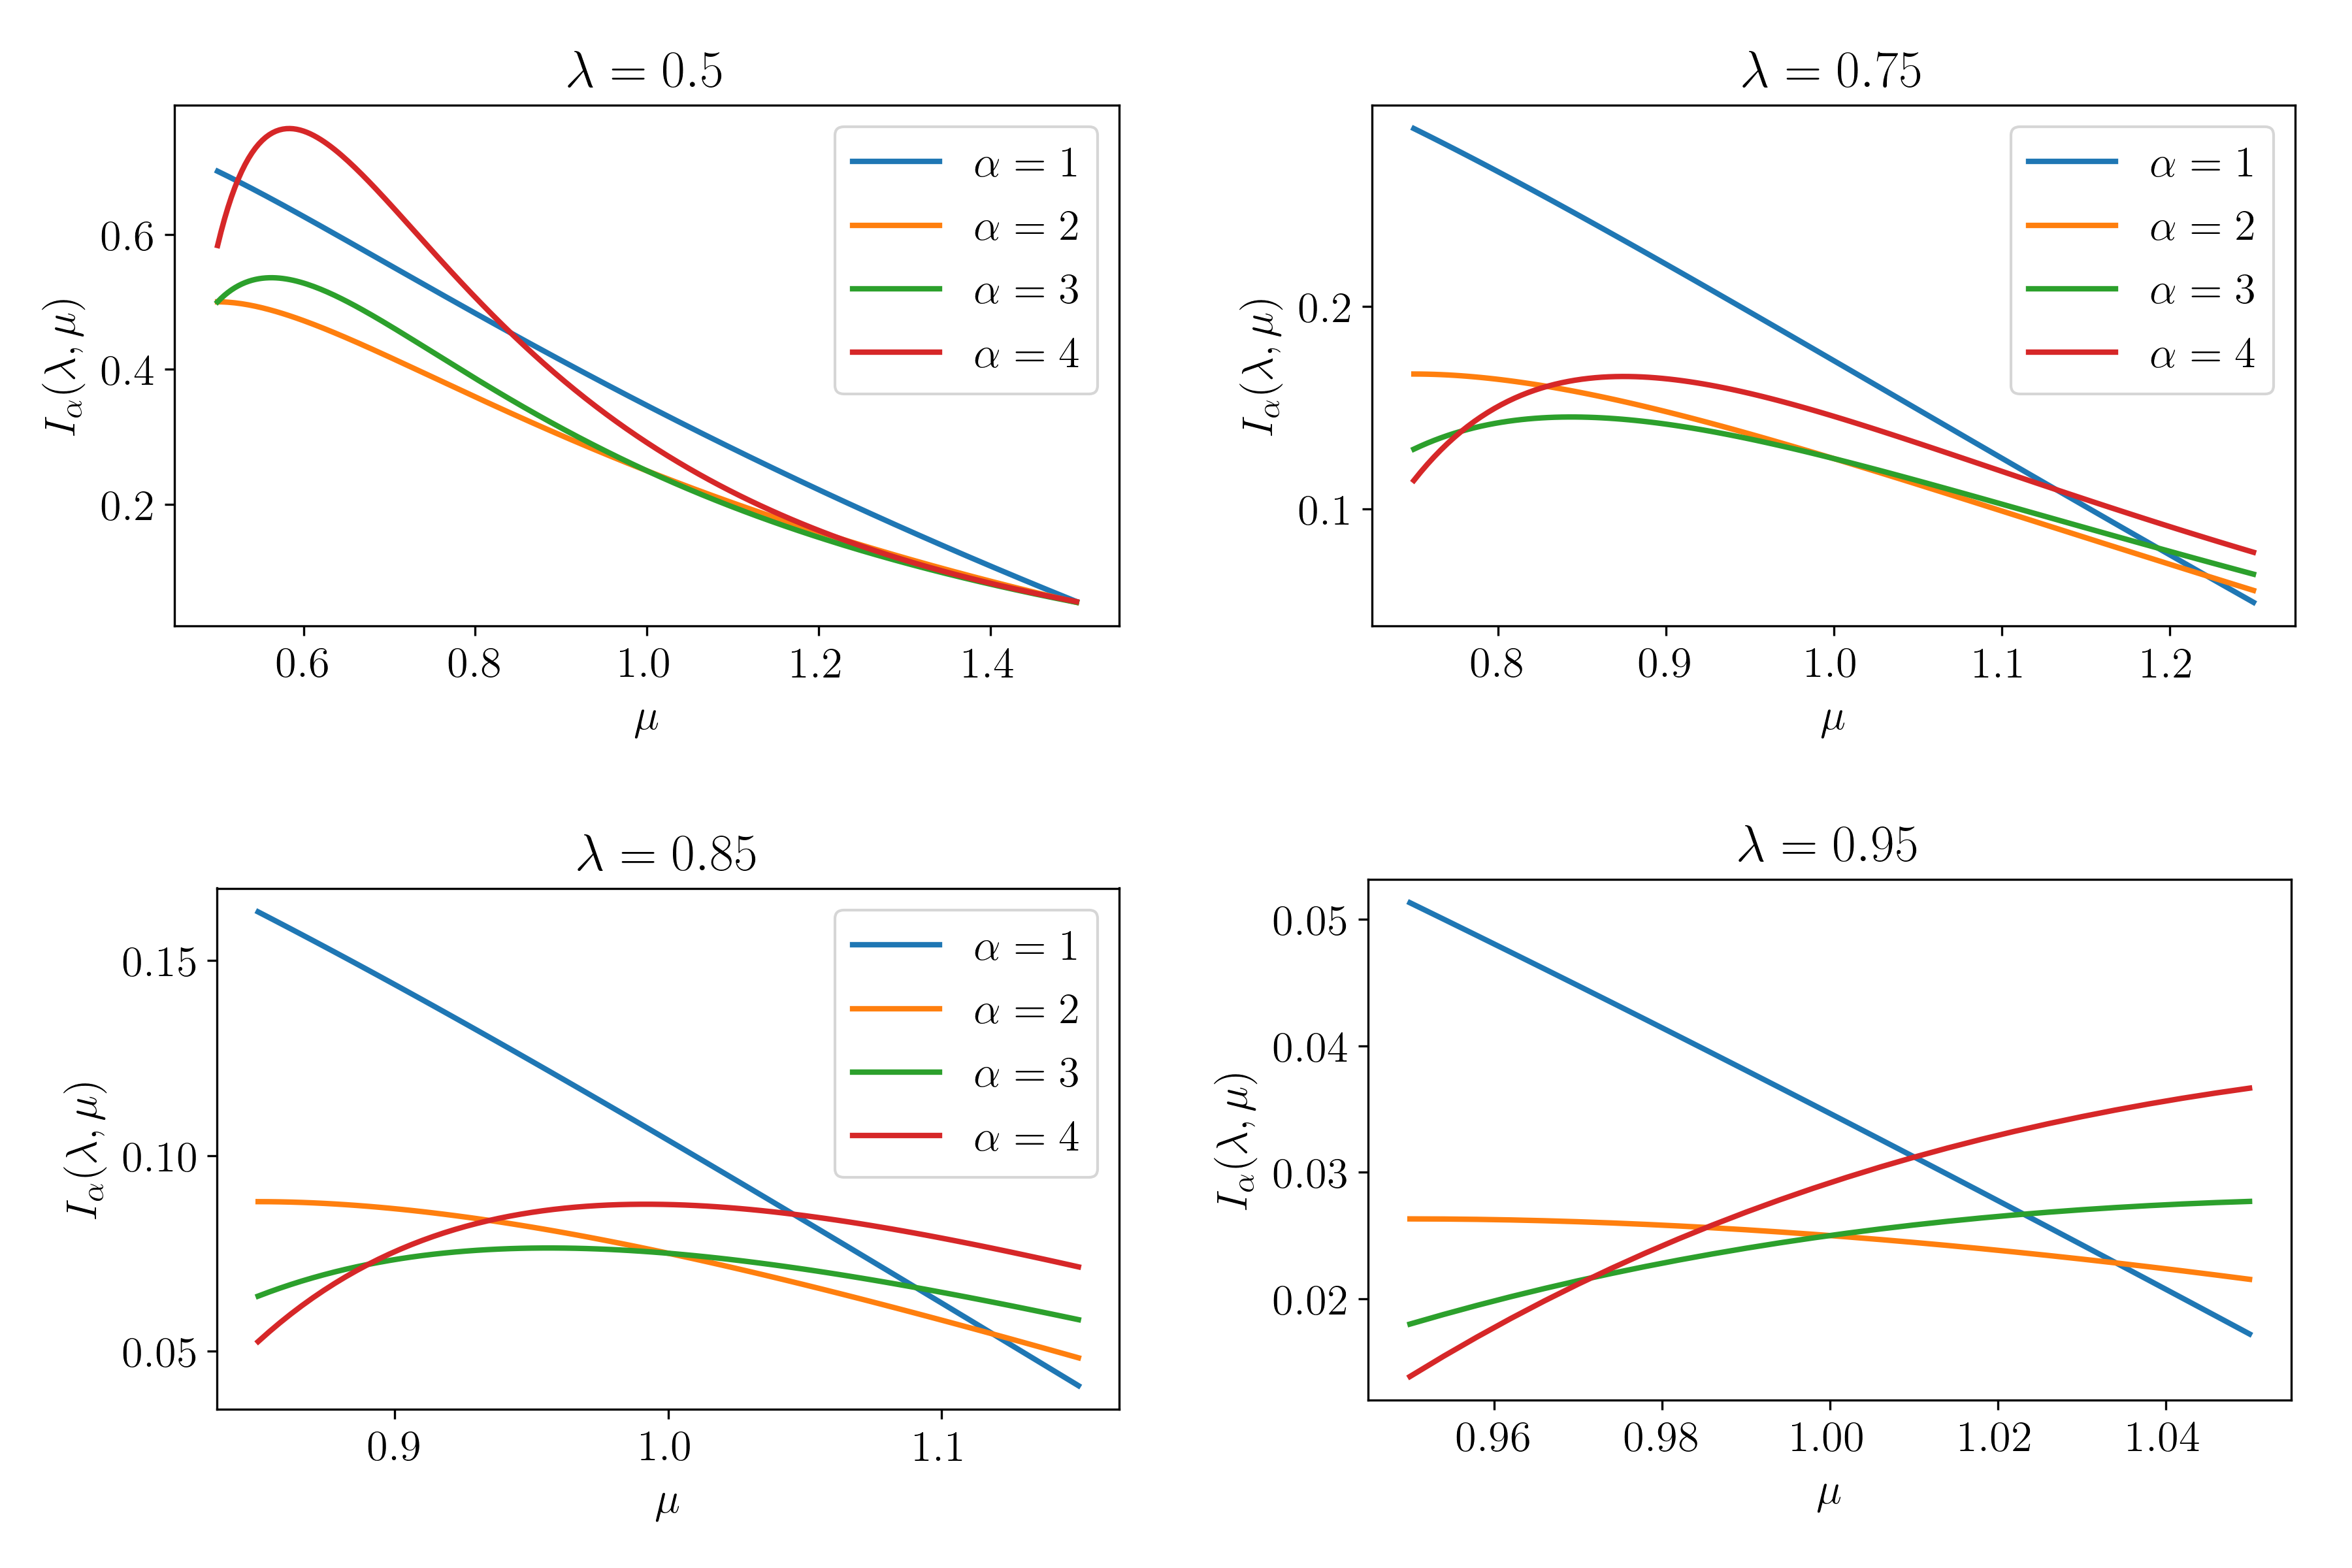 λ = 0.5
I_α(λ, μ)
0.6
0.4
0.2
0.6 0.8 1.0 1.2 1.4
μ
α = 1
α = 2
α = 3
α = 4
λ = 0.75
I_α(λ, μ)
0.2
0.1
0.8 0.9 1.0 1.1 1.2
μ
α = 1
α = 2
α = 3
α = 4
λ = 0.85
I_α(λ, μ)
0.15
0.10
0.05
0.9 1.0 1.1
μ
α = 1
α = 2
α = 3
α = 4
λ = 0.95
I_α(λ, μ)
0.05
0.04
0.03
0.02
0.96 0.98 1.00 1.02 1.04
μ